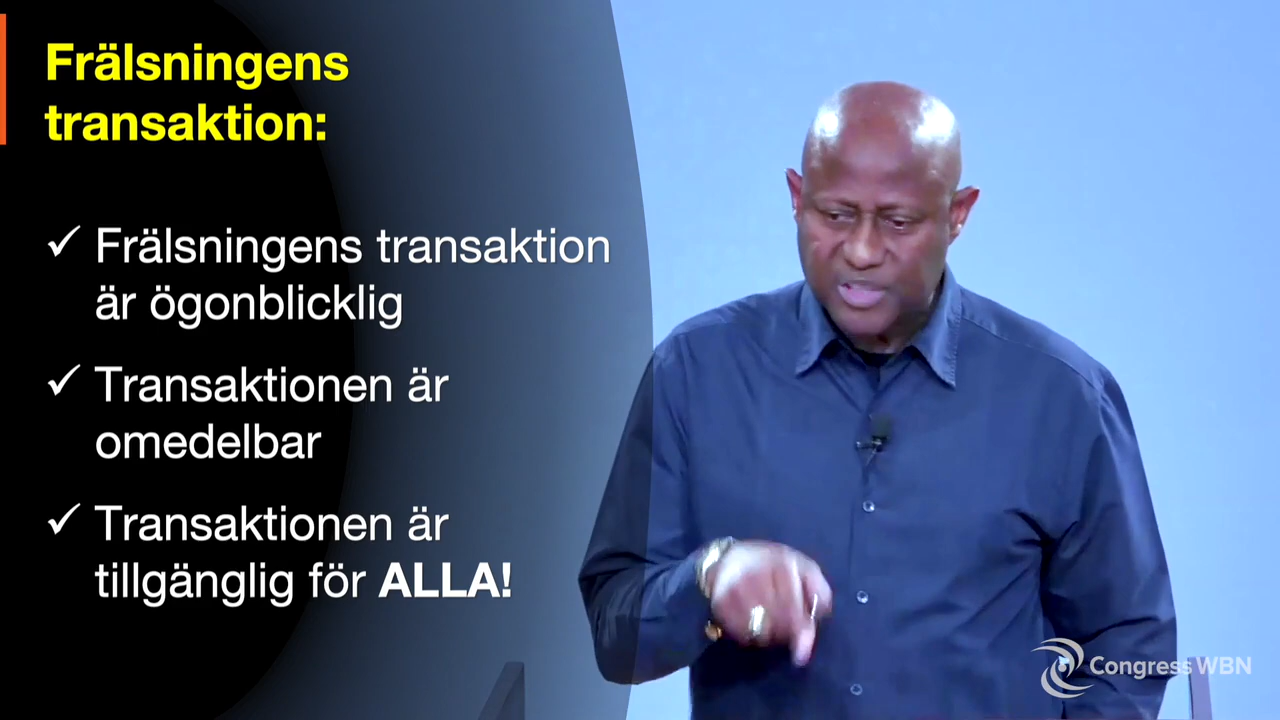 Frälsningens
transaktion:
✓ Frälsningens transaktion
är ögonblicklig
✓ Transaktionen är
omedelbar
✓ Transaktionen är
tillgänglig för ALLA!
Congress WBN